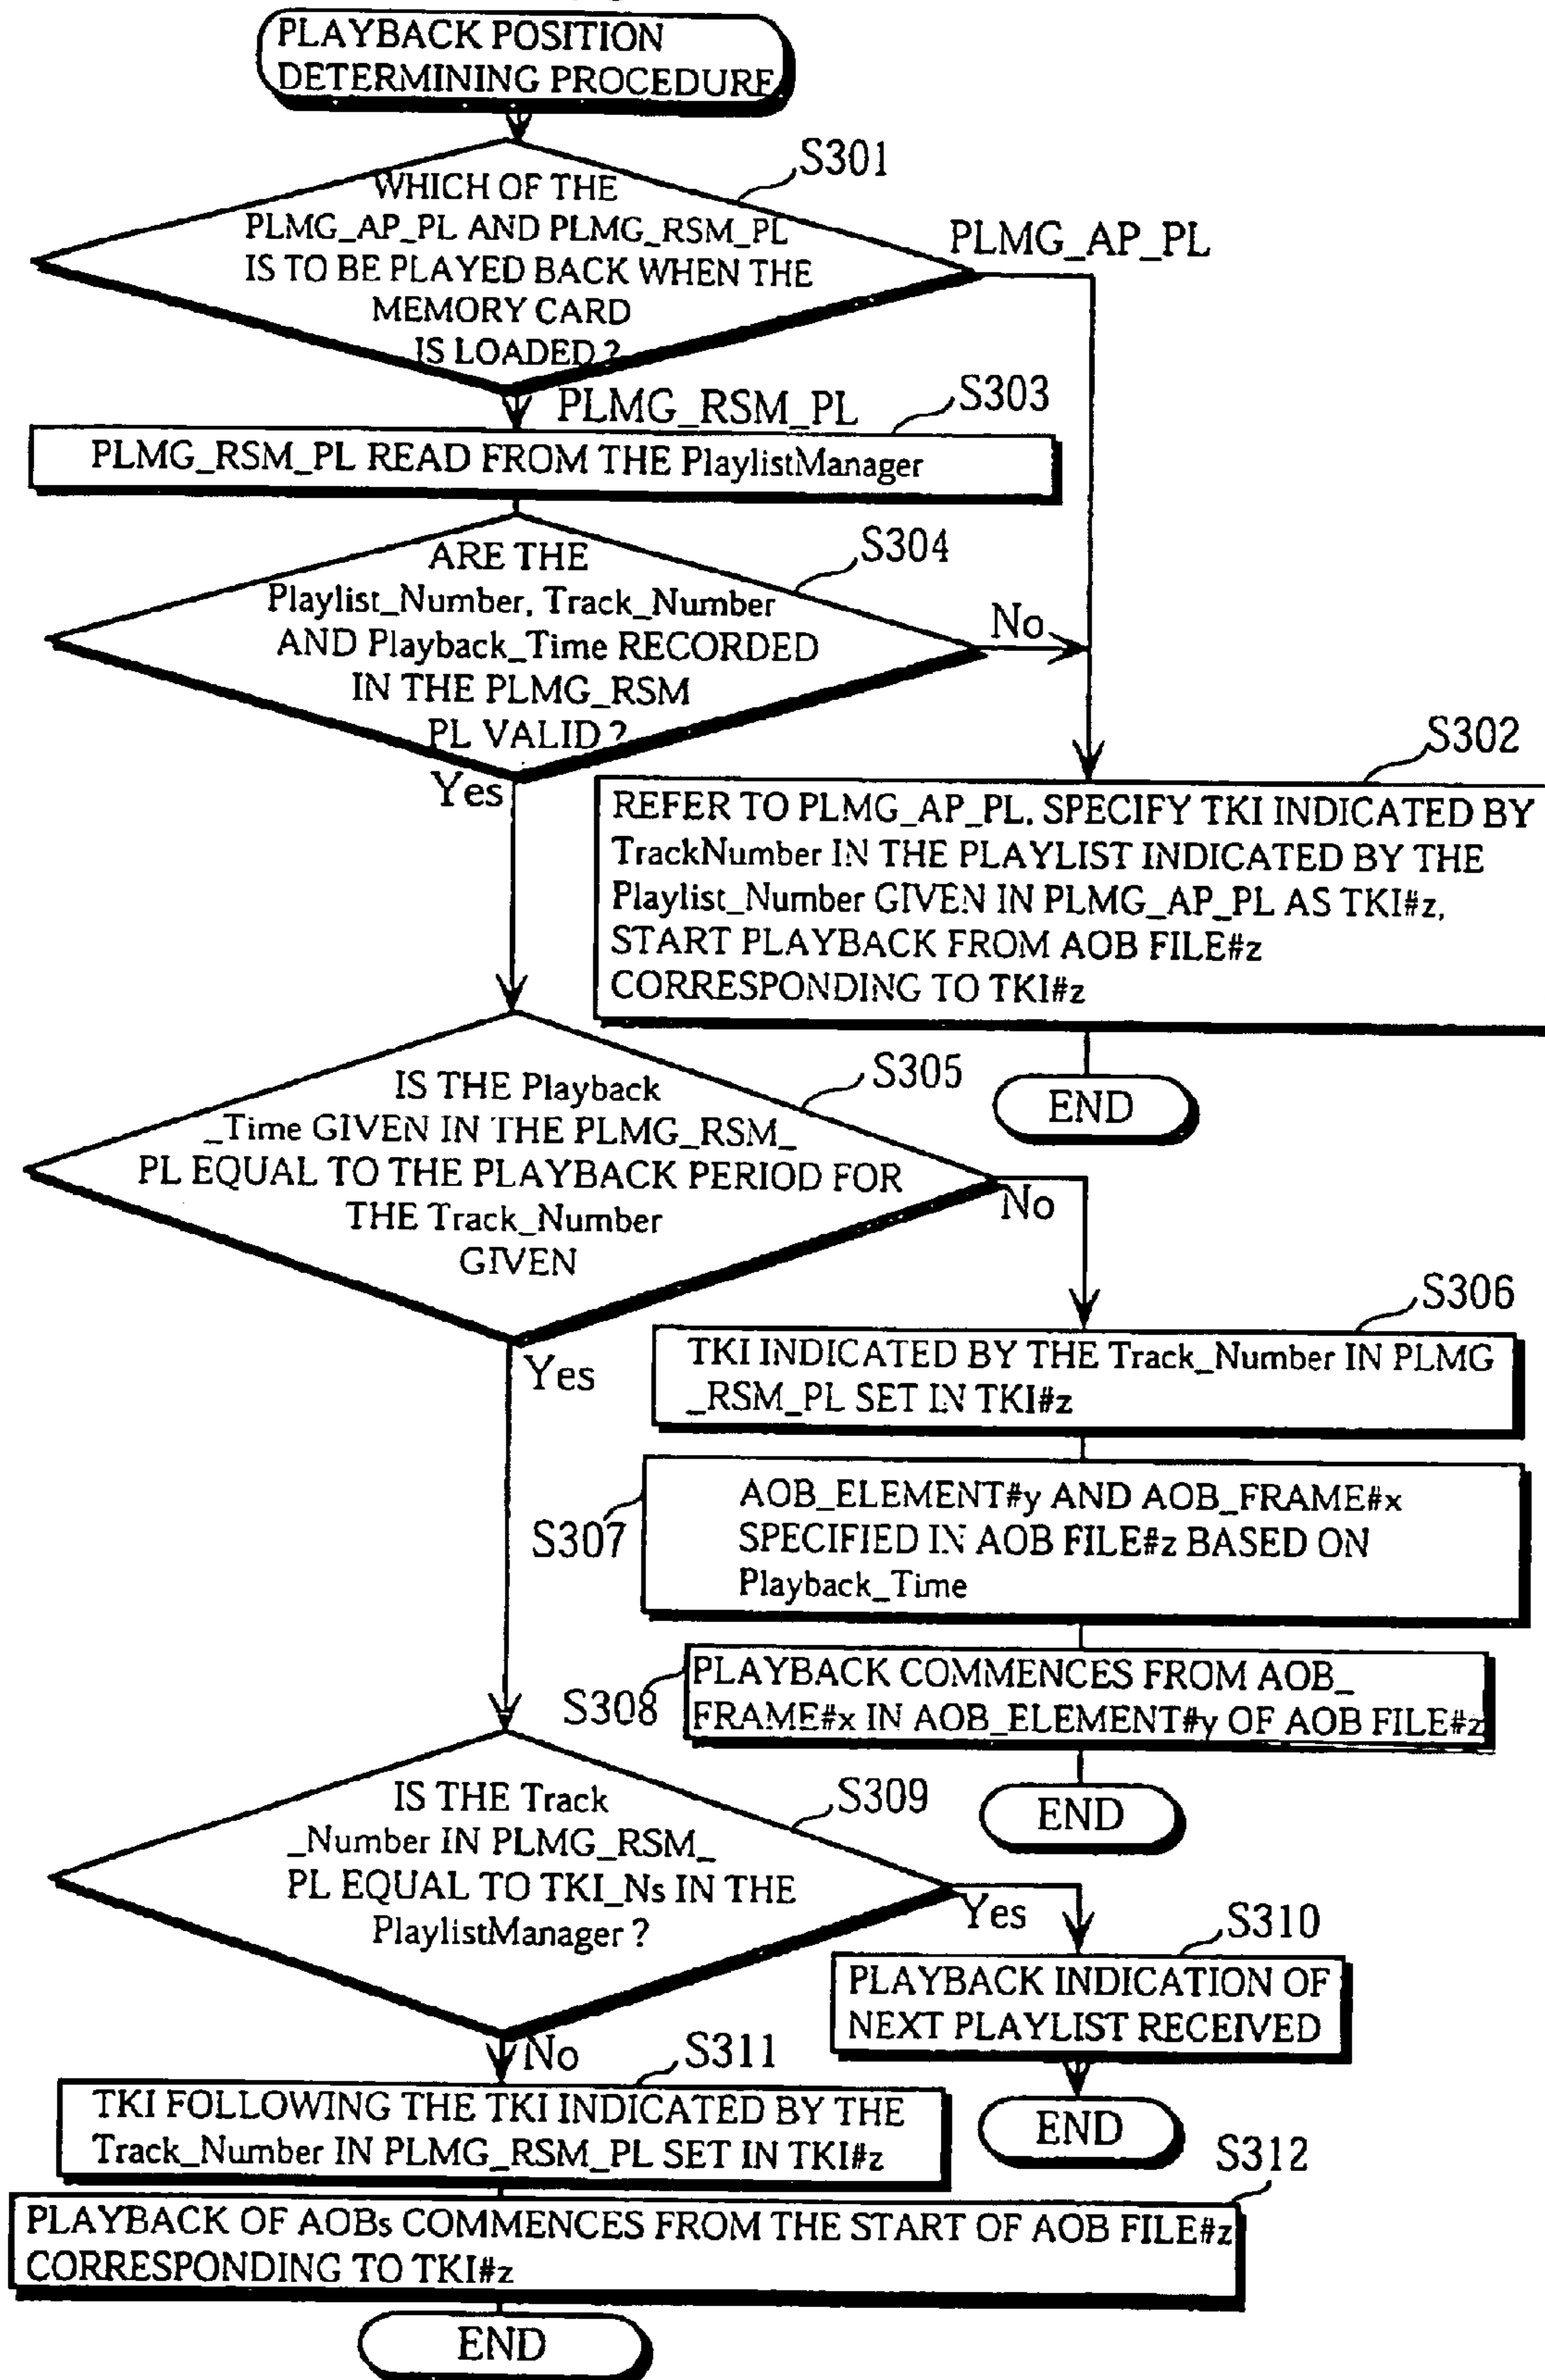 PLAYBACK POSITION
DETERMINING PROCEDURE
S301
WHICH OF THE
PLMG_AP_PL AND PLMG_RSM_PL
IS TO BE PLAYED BACK WHEN THE
MEMORY CARD
IS LOADED ?
PLMG_AP_PL
PLMG_RSM_PL
S303
PLMG_RSM_PL READ FROM THE PlaylistManager
S304
ARE THE
Playlist_Number, Track_Number
AND Playback_Time RECORDED
IN THE PLMG_RSM
PL VALID ?
No
Yes
S302
REFER TO PLMG_AP_PL. SPECIFY TKI INDICATED BY
TrackNumber IN THE PLAYLIST INDICATED BY THE
Playlist_Number GIVEN IN PLMG_AP_PL AS TKI#z,
START PLAYBACK FROM AOB FILE#z
CORRESPONDING TO TKI#z
END
S305
IS THE Playback
_Time GIVEN IN THE PLMG_RSM_
PL EQUAL TO THE PLAYBACK PERIOD FOR
THE Track_Number
GIVEN
No
Yes
S306
TKI INDICATED BY THE Track_Number IN PLMG
_RSM_PL SET IN TKI#z
S307
AOB_ELEMENT#y AND AOB_FRAME#x
SPECIFIED IN AOB FILE#z BASED ON
Playback_Time
S308
PLAYBACK COMMENCES FROM AOB_
FRAME#x IN AOB_ELEMENT#y OF AOB FILE#z
END
S309
IS THE Track
_Number IN PLMG_RSM_
PL EQUAL TO TKI_Ns IN THE
PlaylistManager ?
Yes
S310
PLAYBACK INDICATION OF
NEXT PLAYLIST RECEIVED
END
No
S311
TKI FOLLOWING THE TKI INDICATED BY THE
Track_Number IN PLMG_RSM_PL SET IN TKI#z
S312
PLAYBACK OF AOBs COMMENCES FROM THE START OF AOB FILE#z
CORRESPONDING TO TKI#z
END